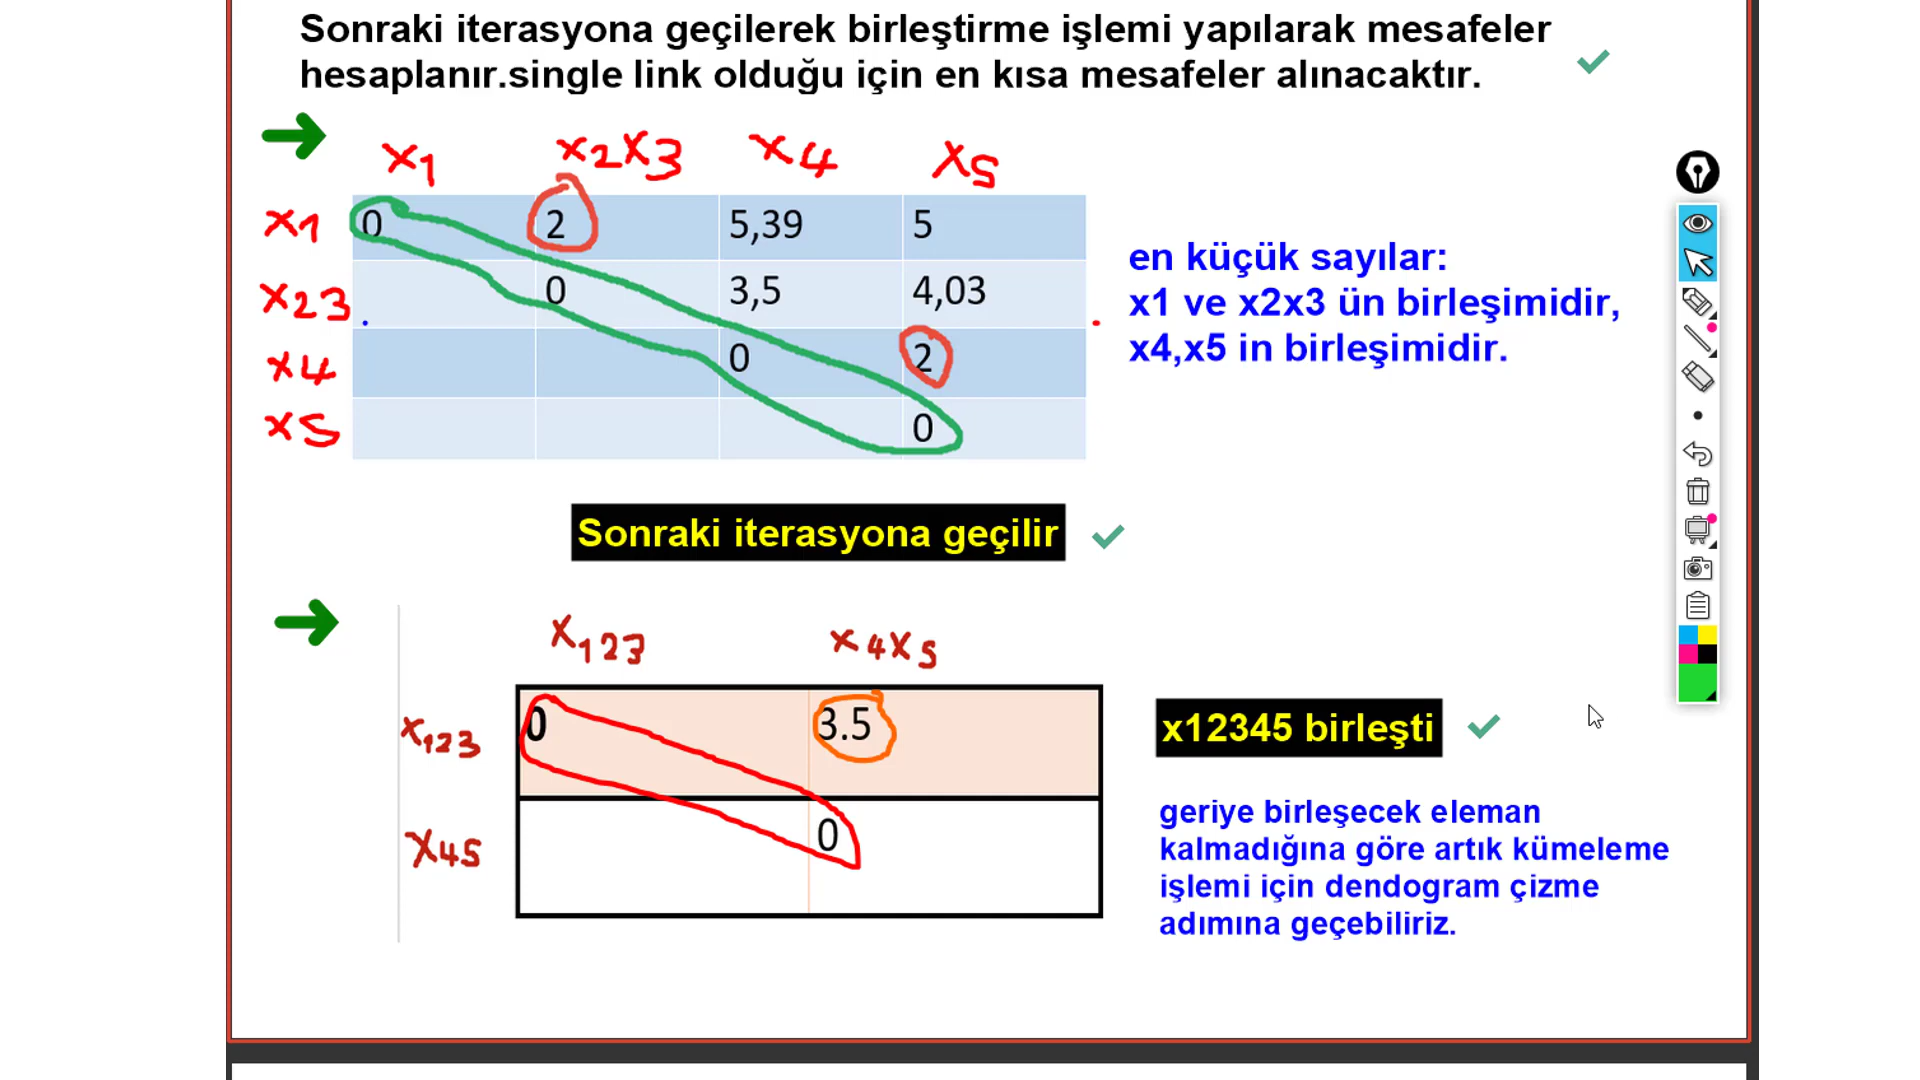 Sonraki iterasyona geçilerek birleştirme işlemi yapılarak mesafeler
hesaplanır.single link olduğu için en kısa mesafeler alınacaktır.
x1 x2x3 x4 x5
x1 0 2 5,39 5
x23 0 3,5 4,03
x4 0 2
x5 0
en küçük sayılar:
x1 ve x2x3 ün birleşimidir,
x4,x5 in birleşimidir.
Sonraki iterasyona geçilir
x123 x4x5
x123 0 3.5
x45 0
x12345 birleşti
geriye birleşecek eleman
kalmadığına göre artık kümeleme
işlemi için dendogram çizme
adımına geçebiliriz.